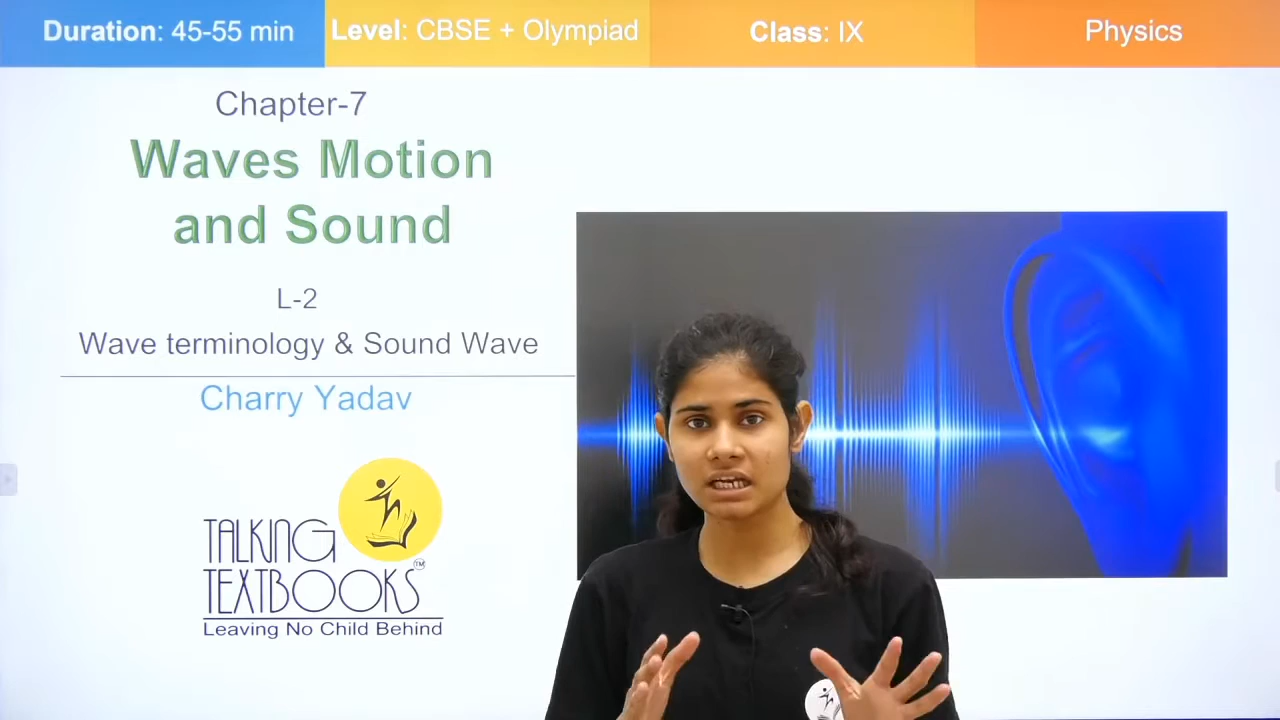 Duration: 45-55 min
Level: CBSE + Olympiad
Class: IX
Physics
Chapter-7
Waves Motion
and Sound
L-2
Wave terminology & Sound Wave
Charry Yadav
TALKING
TEXTBOOKS™
Leaving No Child Behind